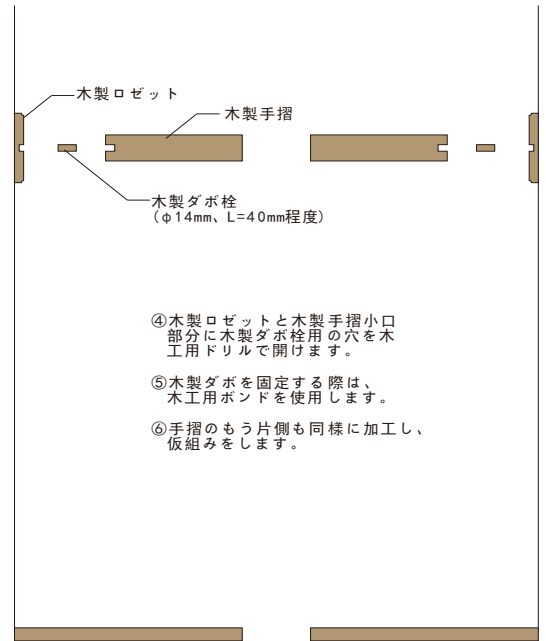 木製ロゼット
木製手摺
木製ダボ栓
(φ14mm、L=40mm程度)
④木製ロゼットと木製手摺小口
部分に木製ダボ栓用の穴を木
工用ドリルで開けます。
⑤木製ダボを固定する際は、
木工用ボンドを使用します。
⑥手摺のもう片側も同様に加工し、
仮組みをします。